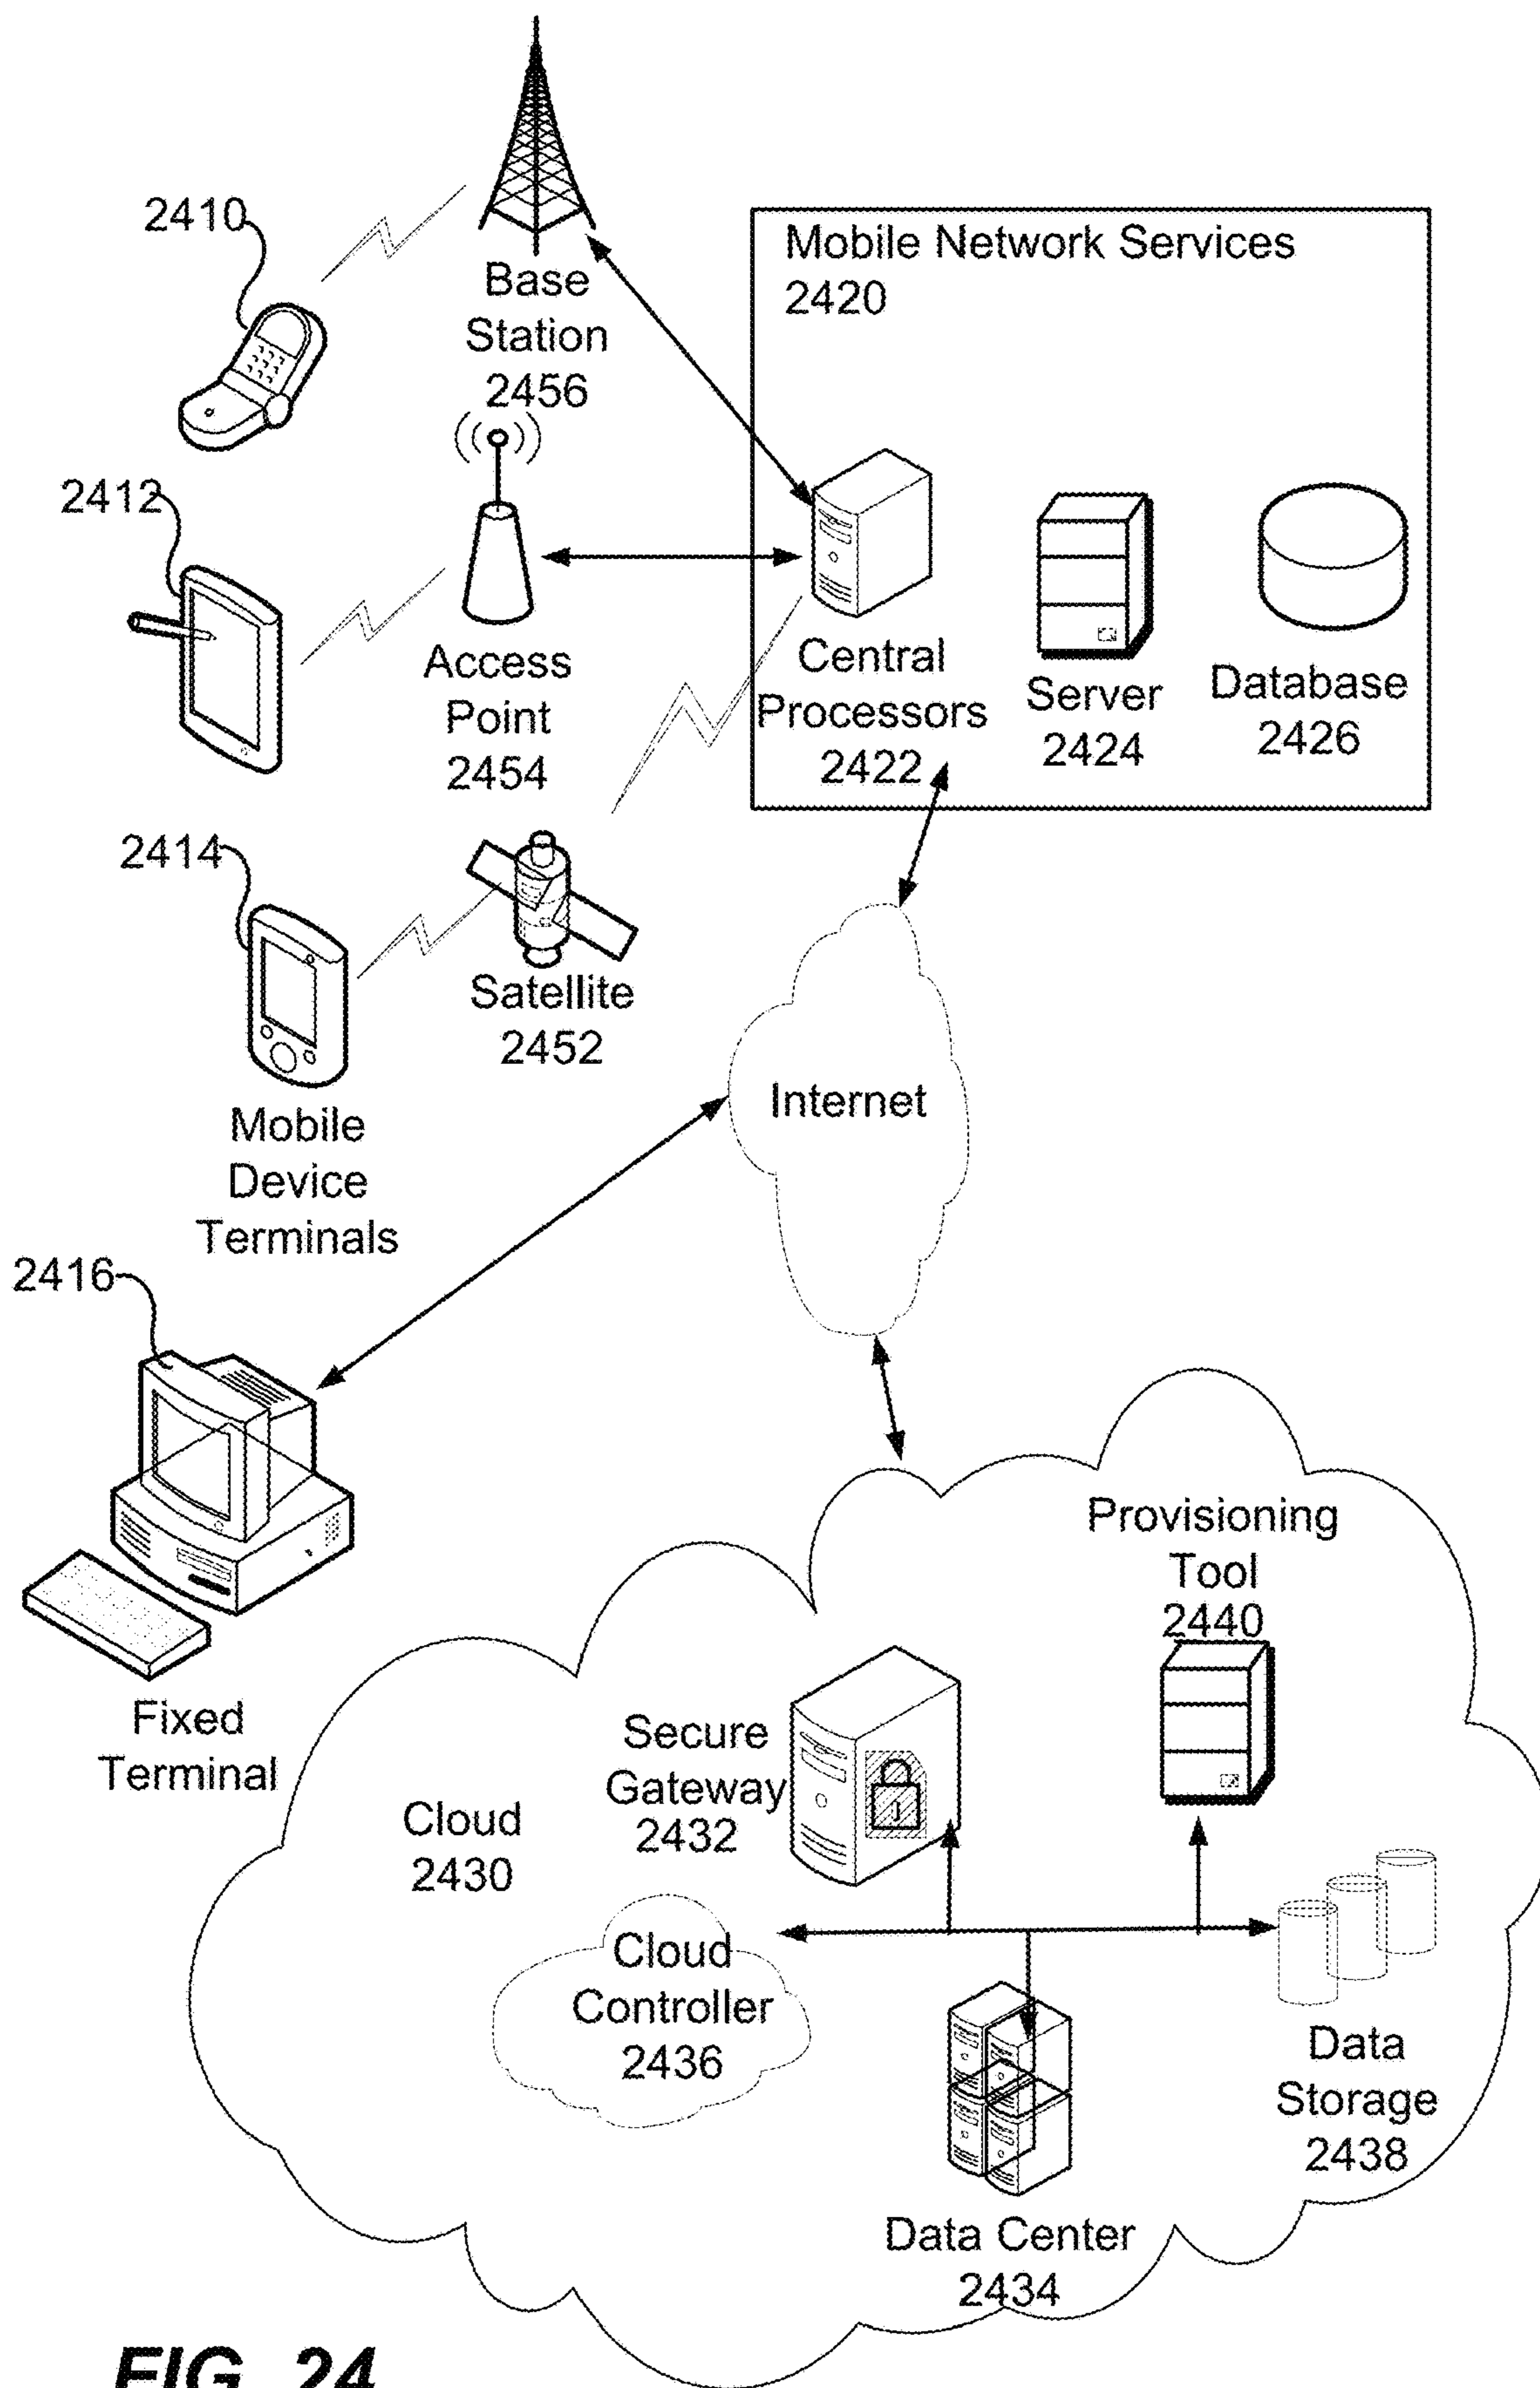 2410
Base
Station
2456
Mobile Network Services
2420
2412
Access
Point
2454
Central
Processors
2422
Server
2424
Database
2426
2414
Satellite
2452
Mobile
Device
Terminals
Internet
2416
Fixed
Terminal
Provisioning
Tool
2440
Secure
Gateway
2432
Cloud
2430
Cloud
Controller
2436
Data
Storage
2438
Data Center
2434
FIG. 24